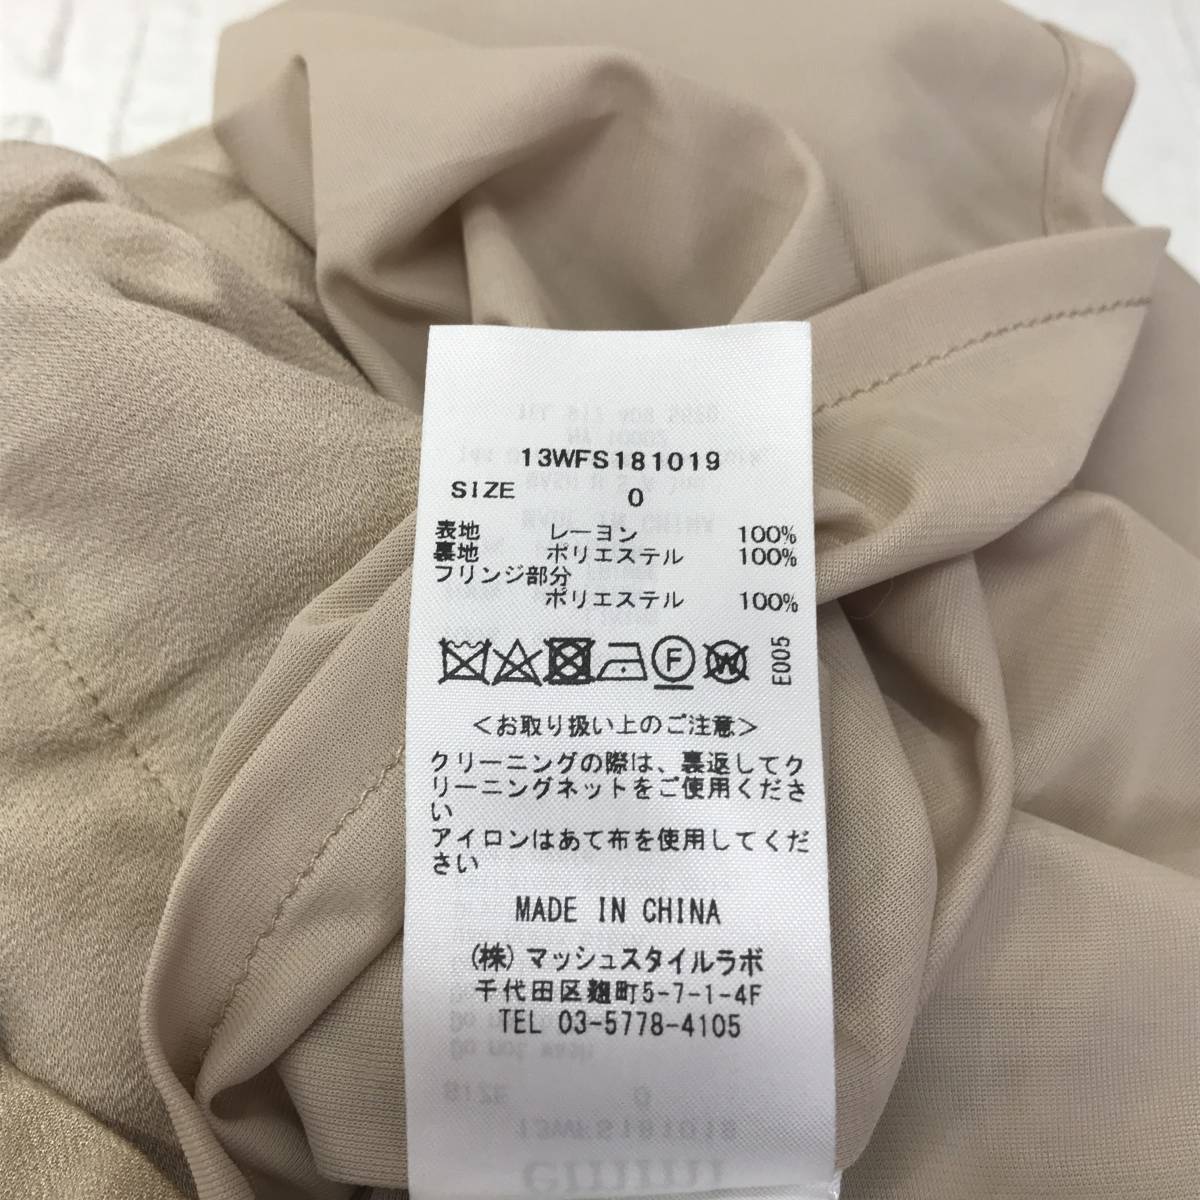 13WFS181019
SIZE 0
表地 レーヨン 100%
裏地 ポリエステル 100%
フリンジ部分
ポリエステル 100%
F W E005
<お取り扱い上のご注意>
クリーニングの際は、裏返してク
リーニングネットをご使用くださ
い
アイロンはあて布を使用してくだ
さい
MADE IN CHINA
(株)マッシュスタイルラボ
千代田区麹町5-7-1-4F
TEL 03-5778-4105